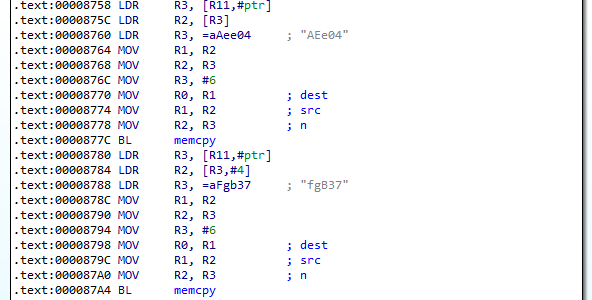 .text:00008758 LDR R3, [R11,#ptr]
.text:0000875C LDR R2, [R3]
.text:00008760 LDR R3, =aAee04 ; "AEe04"
.text:00008764 MOV R1, R2
.text:00008768 MOV R2, R3
.text:0000876C MOV R3, #6
.text:00008770 MOV R0, R1 ; dest
.text:00008774 MOV R1, R2 ; src
.text:00008778 MOV R2, R3 ; n
.text:0000877C BL memcpy
.text:00008780 LDR R3, [R11,#ptr]
.text:00008784 LDR R2, [R3,#4]
.text:00008788 LDR R3, =aFgb37 ; "fgB37"
.text:0000878C MOV R1, R2
.text:00008790 MOV R2, R3
.text:00008794 MOV R3, #6
.text:00008798 MOV R0, R1 ; dest
.text:0000879C MOV R1, R2 ; src
.text:000087A0 MOV R2, R3 ; n
.text:000087A4 BL memcpy